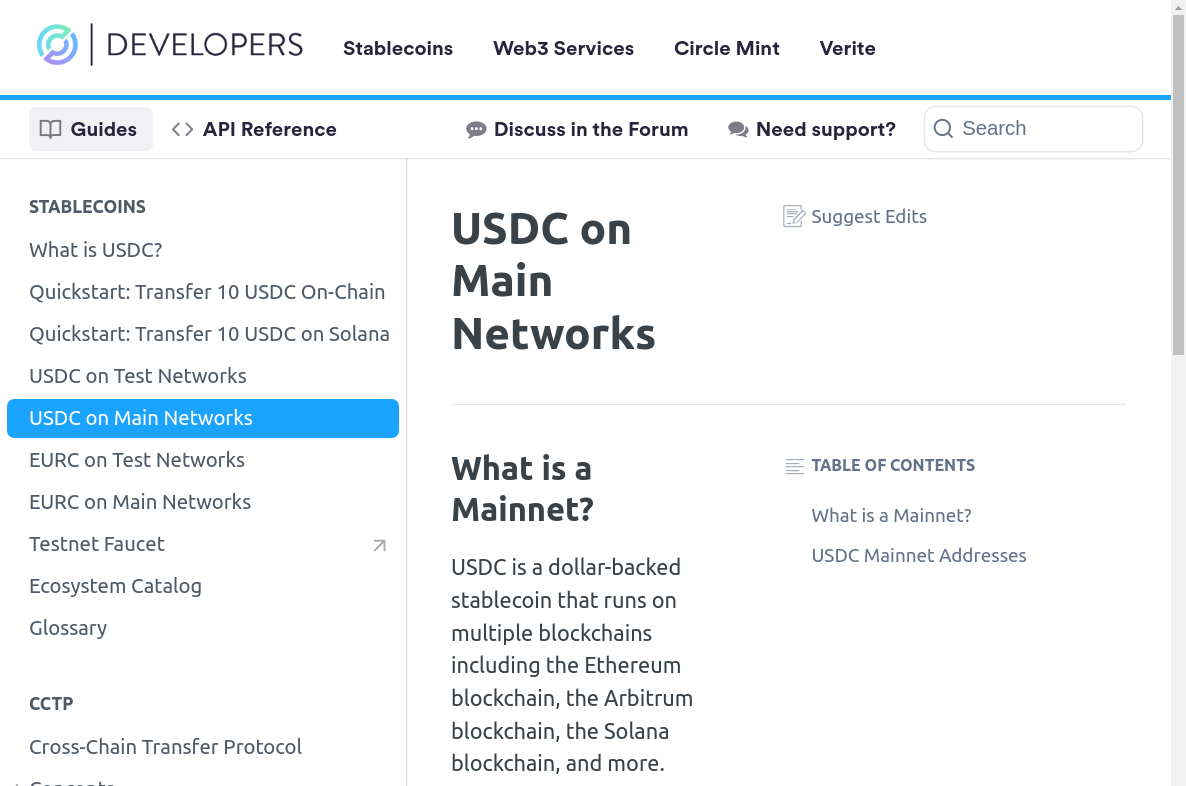 DEVELOPERS
Stablecoins
Web3 Services
Circle Mint
Verite
Guides
API Reference
Discuss in the Forum
Need support?
Search
STABLECOINS
What is USDC?
Quickstart: Transfer 10 USDC On-Chain
Quickstart: Transfer 10 USDC on Solana
USDC on Test Networks
USDC on Main Networks
EURC on Test Networks
EURC on Main Networks
Testnet Faucet
Ecosystem Catalog
Glossary
CCTP
Cross-Chain Transfer Protocol
Concepts
USDC on
Main
Networks
Suggest Edits
What is a
Mainnet?
USDC is a dollar-backed
stablecoin that runs on
multiple blockchains
including the Ethereum
blockchain, the Arbitrum
blockchain, the Solana
blockchain, and more.
TABLE OF CONTENTS
What is a Mainnet?
USDC Mainnet Addresses